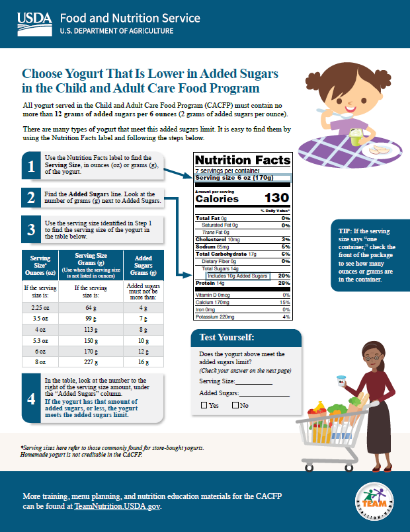 USDA Food and Nutrition Service
U.S. DEPARTMENT OF AGRICULTURE
Choose Yogurt That Is Lower in Added Sugars
in the Child and Adult Care Food Program
All yogurt served in the Child and Adult Care Food Program (CACFP) must contain no
more than 12 grams of added sugars per 6 ounces (2 grams of added sugars per ounce).
There are many types of yogurt that meet this added sugars limit. It is easy to find them by
using the Nutrition Facts label and following the steps below.
1
Use the Nutrition Facts label to find the
Serving Size, in ounces (oz) or grams (g),
of the yogurt.
2
Find the Added Sugars line. Look at the
number of grams (g) next to Added Sugars.
3
Use the serving size identified in Step 1
to find the serving size of the yogurt in
the table below.
Serving Size* Ounces (oz) | Serving Size Grams (g) (Use when the serving size is not listed in ounces) | Added Sugars Grams (g)
If the serving size is: | If the serving size is: | Added sugars must not be more than:
2.25 oz 64 g 4 g
3.5 oz 99 g 7 g
4 oz 113 g 8 g
5.3 oz 150 g 10 g
6 oz 170 g 12 g
8 oz 227 g 16 g
4
In the table, look at the number to the
right of the serving size amount, under
the "Added Sugars" column.
If the yogurt has that amount of
added sugars, or less, the yogurt
meets the added sugars limit.
Nutrition Facts
7 servings per container
Serving size 6 oz (170g)
Amount per serving
Calories 130
% Daily Value*
Total Fat 0g 0%
Saturated Fat 0g 0%
Trans Fat 0g
Cholesterol 10mg 3%
Sodium 65mg 5%
Total Carbohydrate 17g 6%
Dietary Fiber 0g 0%
Total Sugars 14g
Includes 10g Added Sugars 20%
Protein 14g 28%
Vitamin D 0mcg 0%
Calcium 170mg 15%
Iron 0mg 0%
Potassium 220mg 4%
TIP: If the serving
size says "one
container," check the
front of the package
to see how many
ounces or grams are
in the container.
Test Yourself:
Does the yogurt above meet the
added sugars limit?
(Check your answer on the next page)
Serving Size:
Added Sugars:
Yes No
*Serving sizes here refer to those commonly found for store-bought yogurts.
Homemade yogurt is not creditable in the CACFP.
More training, menu planning, and nutrition education materials for the CACFP
can be found at TeamNutrition.USDA.gov.
TEAM